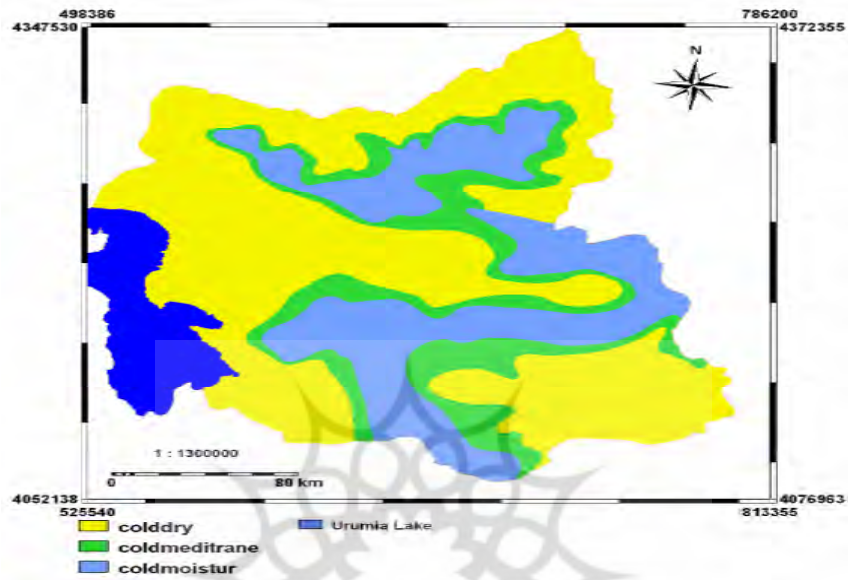 498386 786200
4347530 4372355
N
1 : 1300000
0 80 km
4052138 4076963
525540 813355
colddry Urumia Lake
coldmeditrane
coldmoistur